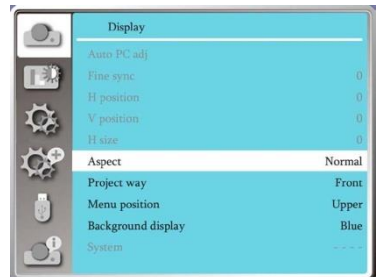 Display
Auto PC adj
Fine sync 0
H position 0
V position 0
H size 0
Aspect Normal
Project way Front
Menu position Upper
Background display Blue
System - - - -